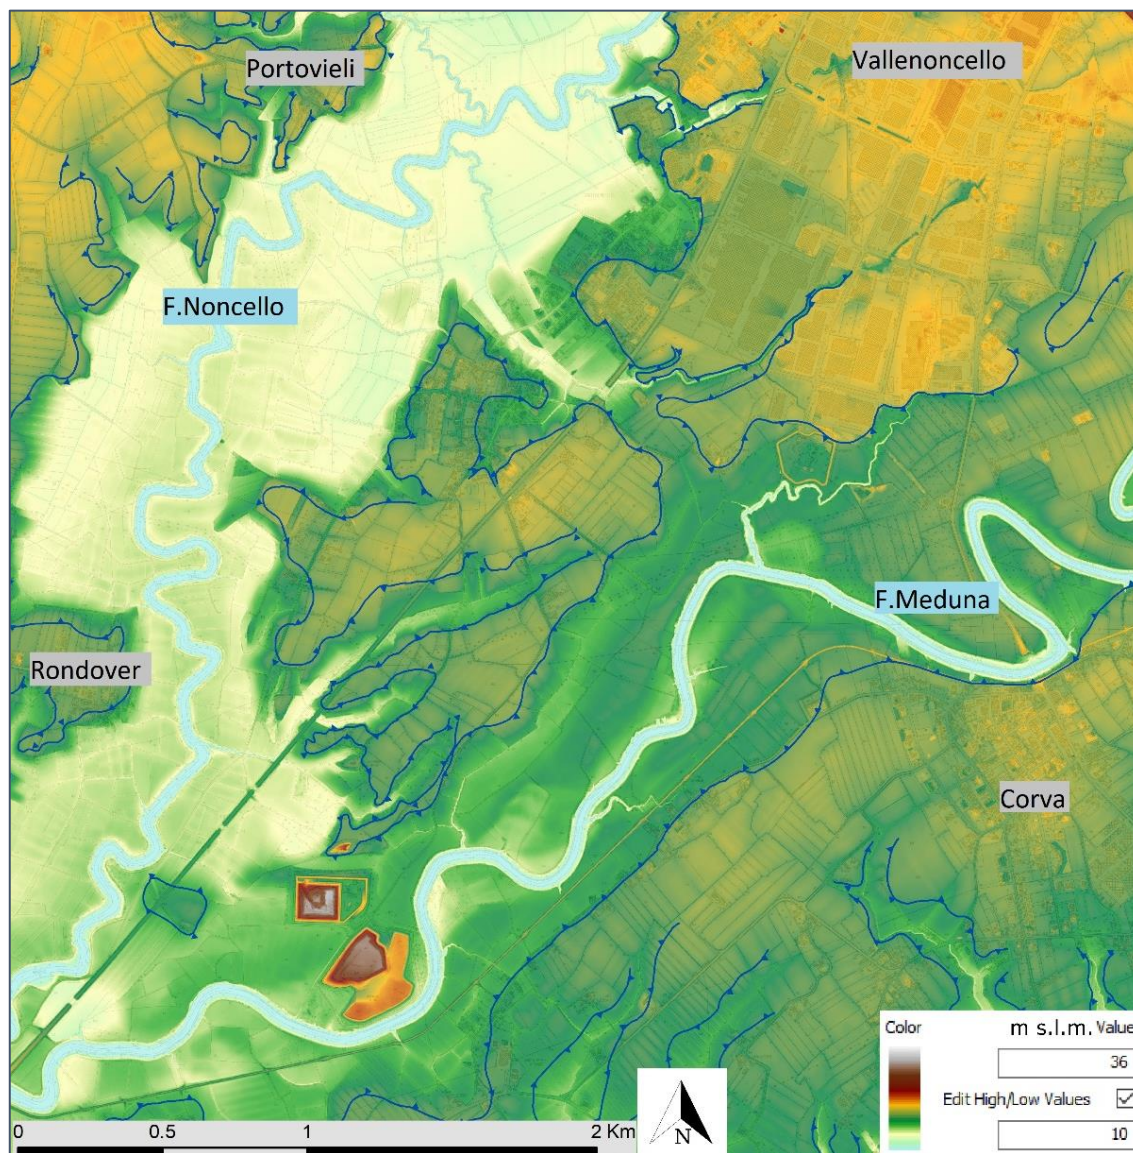 Portovieli
Vallenoncello
F.Noncello
F.Meduna
Rondover
Corva
Color
m s.l.m. Value
36
Edit High/Low Values
10
0 0.5 1 2 Km
N